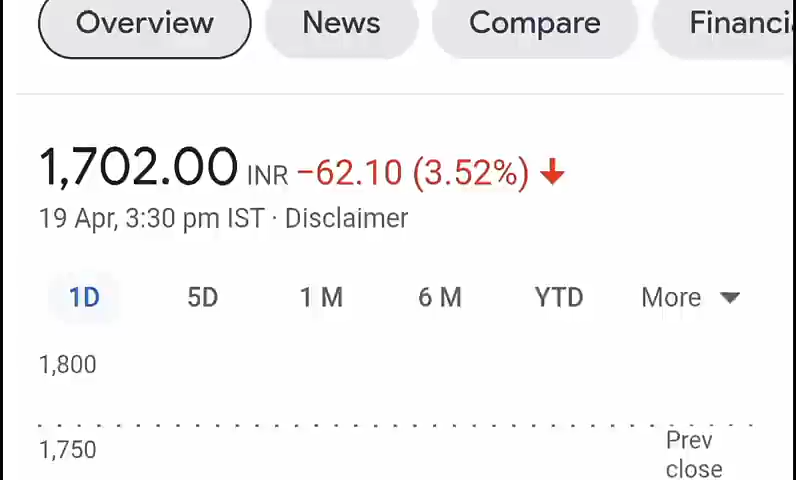 Overview News Compare Financi
1,702.00 INR −62.10 (3.52%)
19 Apr, 3:30 pm IST · Disclaimer
1D 5D 1 M 6 M YTD More
1,800
1,750
Prev
close